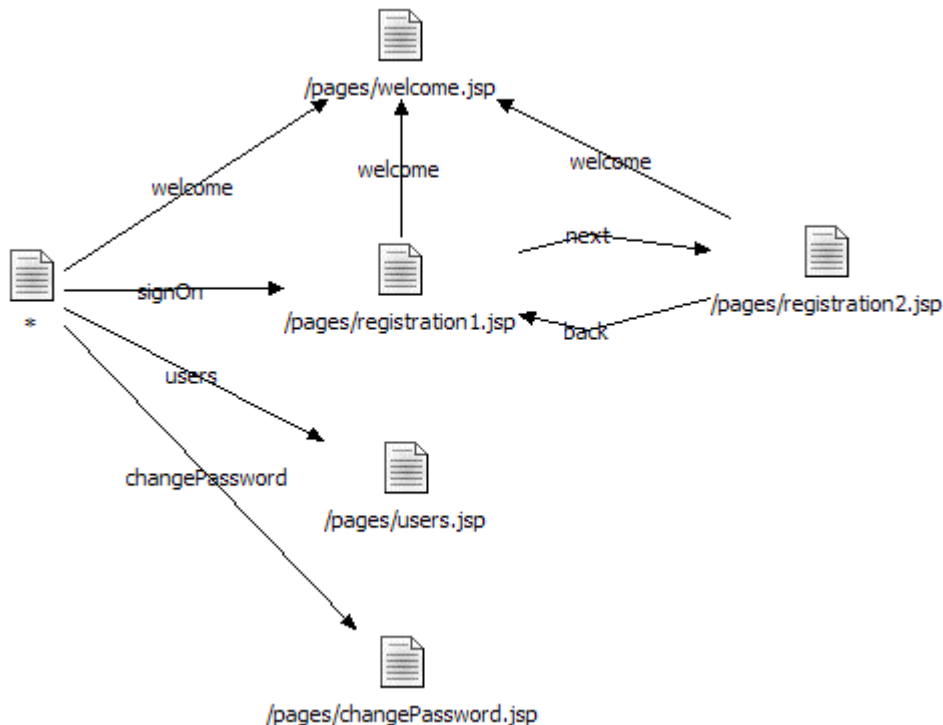 /pages/welcome.jsp
welcome
welcome
welcome
next
signOn
*
/pages/registration1.jsp
/pages/registration2.jsp
back
users
changePassword
/pages/users.jsp
/pages/changePassword.jsp